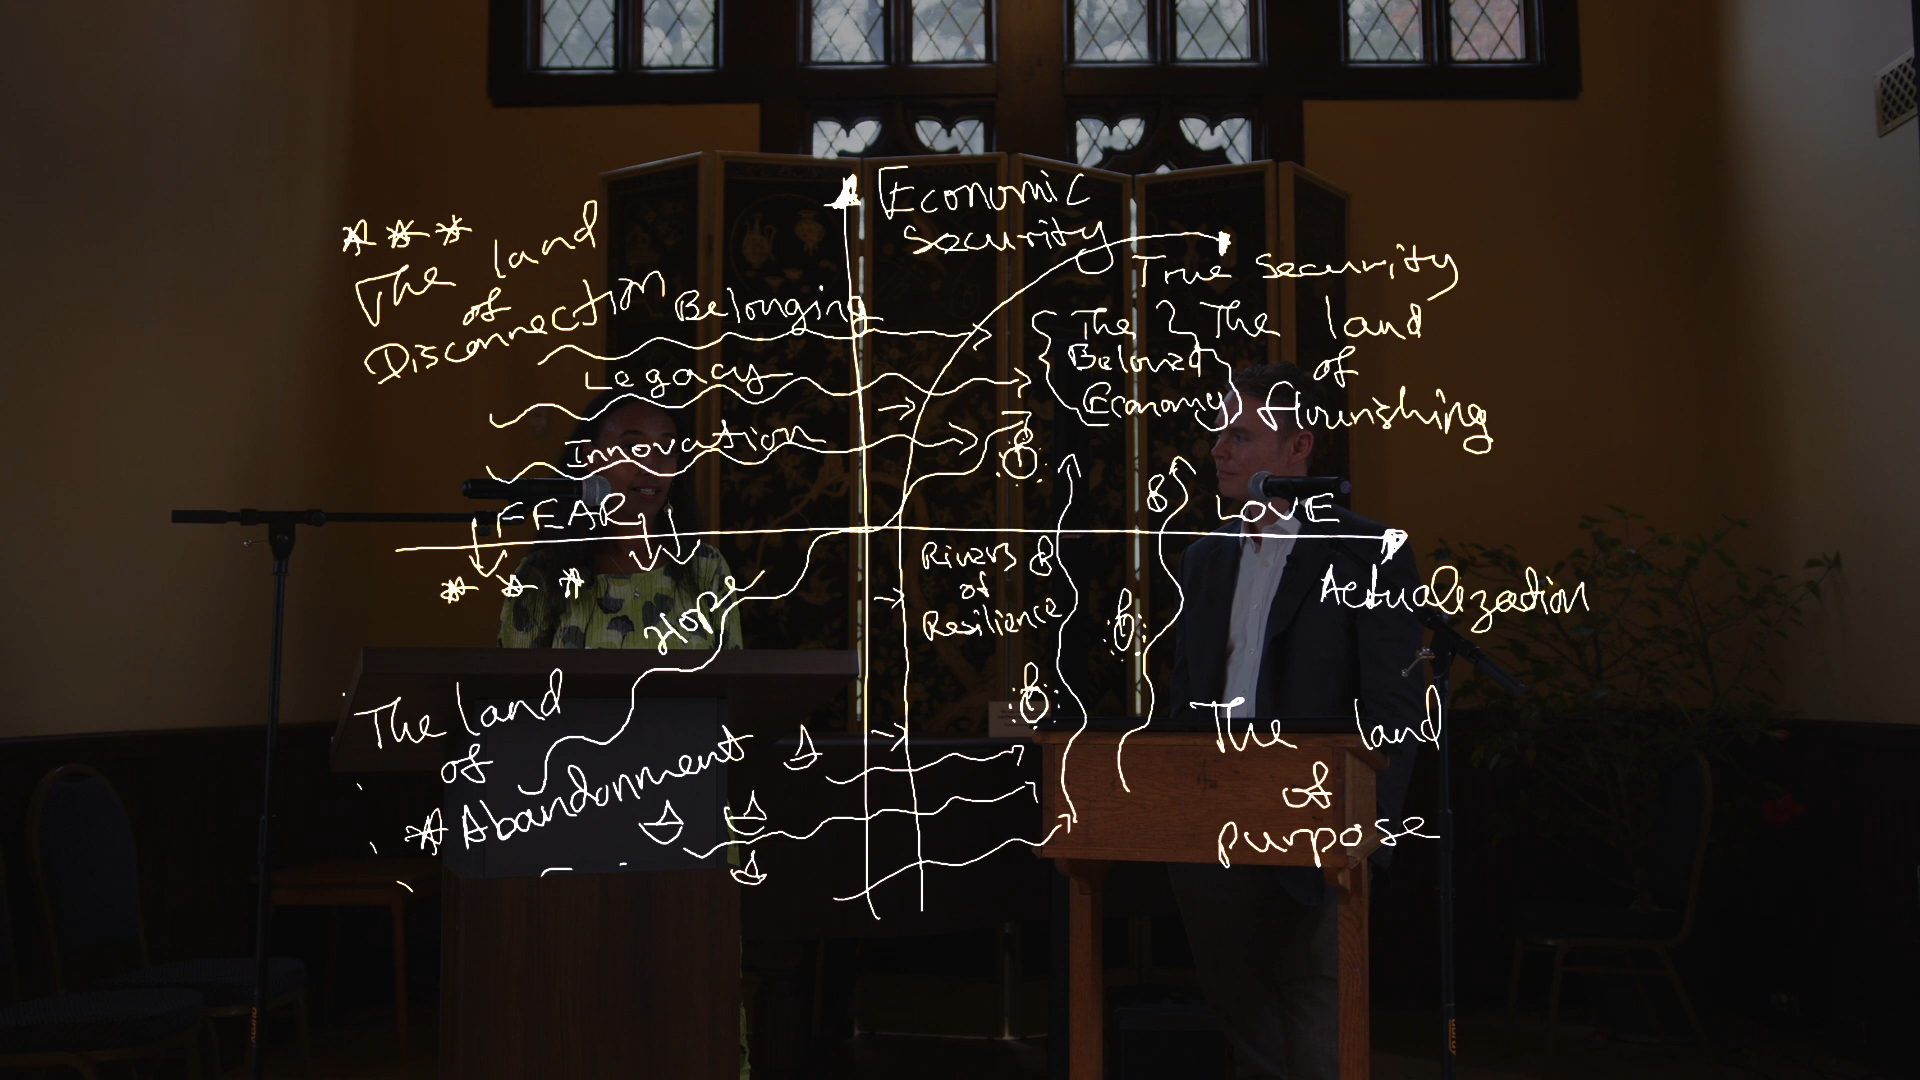 Economic
security
The land
of
Disconnection
True security
Belonging
The
Beloved
Economy
The land
of
flourishing
Legacy
Innovation
FEAR
LOVE
Rivers
of
Resilience
Actualization
Hope
The land
of
Abandonment
The land
of
purpose